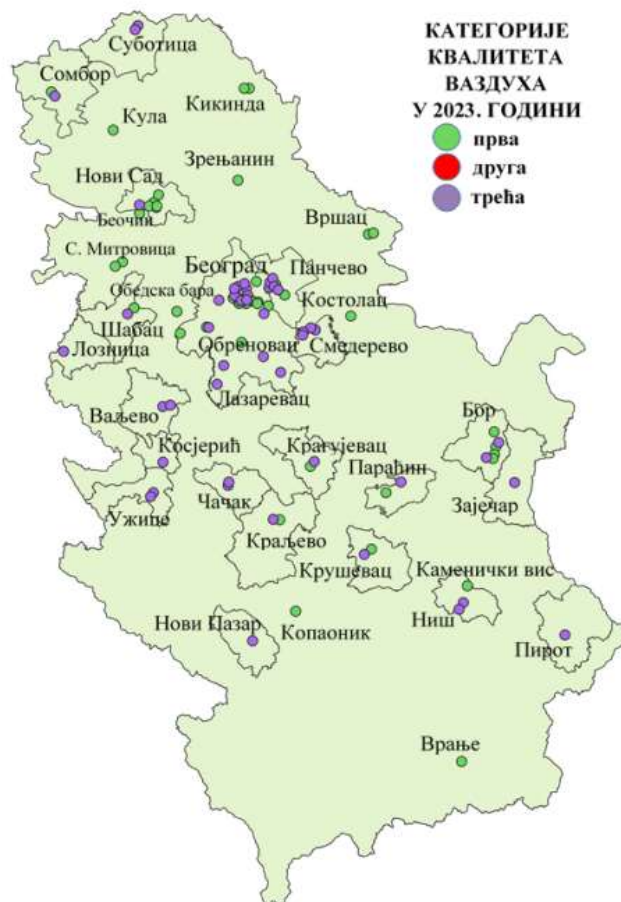 КАТЕГОРИЈЕ
КВАЛИТЕТА
ВАЗДУХА
У 2023. ГОДИНИ
прва
друга
трећа
Суботица
Сомбор
Кикинда
Кула
Зрењанин
Нови Сад
Беочин
Вршац
С. Митровица
Београд
Панчево
Обедска бара
Костолац
Шабац
Обреновац
Смедерево
Лозница
Лазаревац
Ваљево
Бор
Косјерић
Крагујевац
Параћин
Ужице
Чачак
Зајечар
Краљево
Крушевац
Каменички вис
Нови Пазар
Копаоник
Ниш
Пирот
Врање